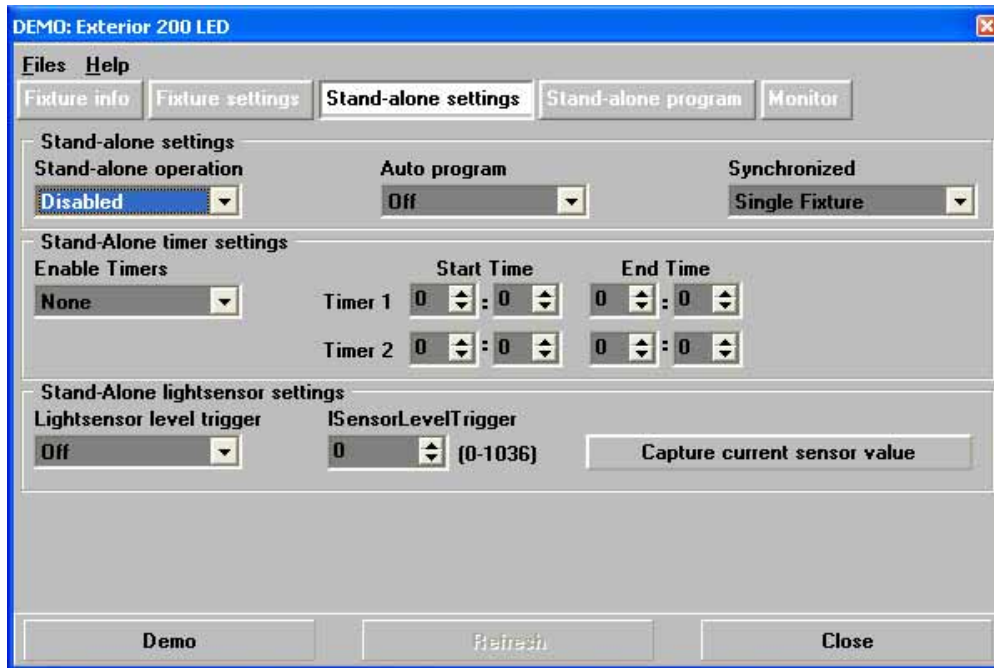 DEMO: Exterior 200 LED
Files Help
Fixture info Fixture settings Stand-alone settings Stand-alone program Monitor
Stand-alone settings
Stand-alone operation Auto program Synchronized
Disabled Off Single Fixture
Stand-Alone timer settings
Enable Timers Start Time End Time
None Timer 1 0 : 0 0 : 0
Timer 2 0 : 0 0 : 0
Stand-Alone lightsensor settings
Lightsensor level trigger lSensorLevelTrigger
Off 0 (0-1036) Capture current sensor value
Demo Refresh Close